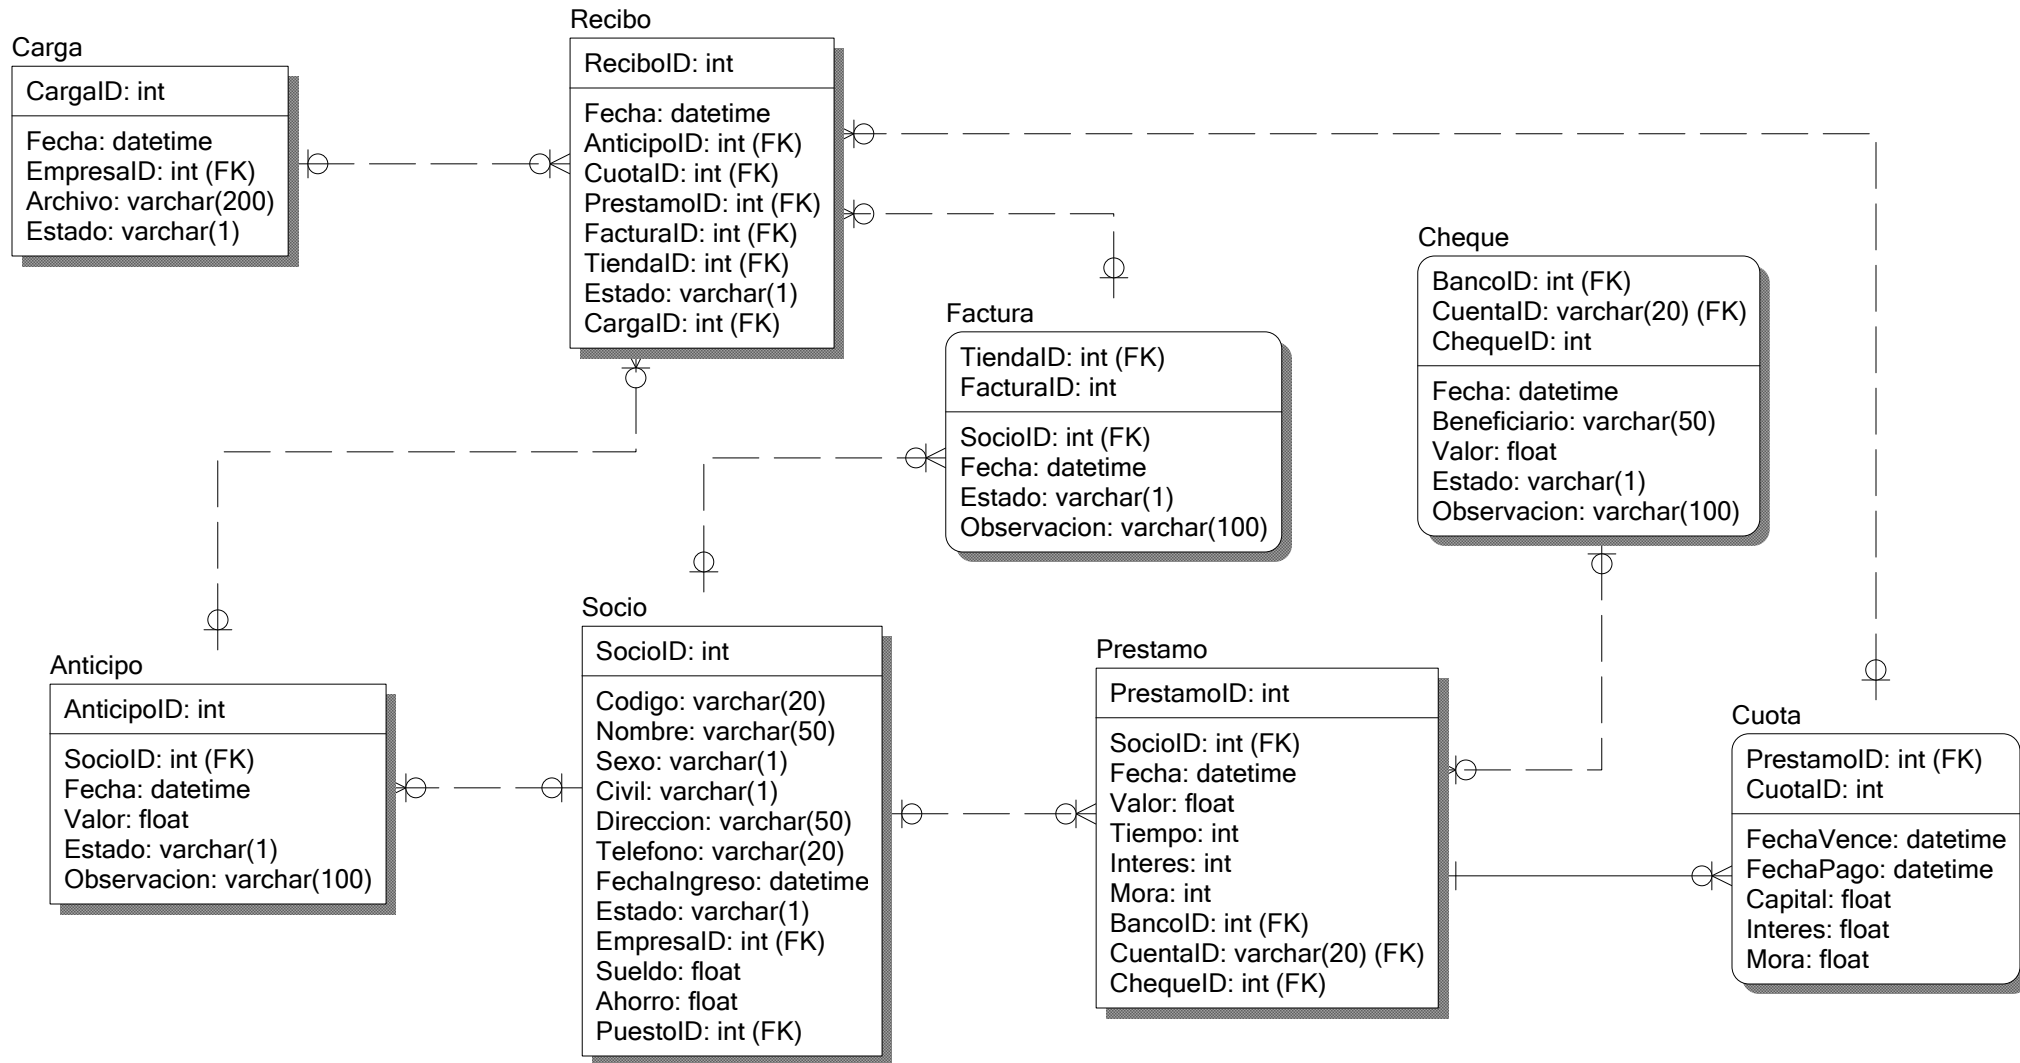 Carga
CargaID: int
Fecha: datetime
EmpresaID: int (FK)
Archivo: varchar(200)
Estado: varchar(1)
Recibo
ReciboID: int
Fecha: datetime
AnticipoID: int (FK)
CuotaID: int (FK)
PrestamoID: int (FK)
FacturaID: int (FK)
TiendaID: int (FK)
Estado: varchar(1)
CargaID: int (FK)
Factura
TiendaID: int (FK)
FacturaID: int
SocioID: int (FK)
Fecha: datetime
Estado: varchar(1)
Observacion: varchar(100)
Cheque
BancoID: int (FK)
CuentaID: varchar(20) (FK)
ChequeID: int
Fecha: datetime
Beneficiario: varchar(50)
Valor: float
Estado: varchar(1)
Observacion: varchar(100)
Anticipo
AnticipoID: int
SocioID: int (FK)
Fecha: datetime
Valor: float
Estado: varchar(1)
Observacion: varchar(100)
Socio
SocioID: int
Codigo: varchar(20)
Nombre: varchar(50)
Sexo: varchar(1)
Civil: varchar(1)
Direccion: varchar(50)
Telefono: varchar(20)
FechaIngreso: datetime
Estado: varchar(1)
EmpresaID: int (FK)
Sueldo: float
Ahorro: float
PuestoID: int (FK)
Prestamo
PrestamoID: int
SocioID: int (FK)
Fecha: datetime
Valor: float
Tiempo: int
Interes: int
Mora: int
BancoID: int (FK)
CuentaID: varchar(20) (FK)
ChequeID: int (FK)
Cuota
PrestamoID: int (FK)
CuotaID: int
FechaVence: datetime
FechaPago: datetime
Capital: float
Interes: float
Mora: float